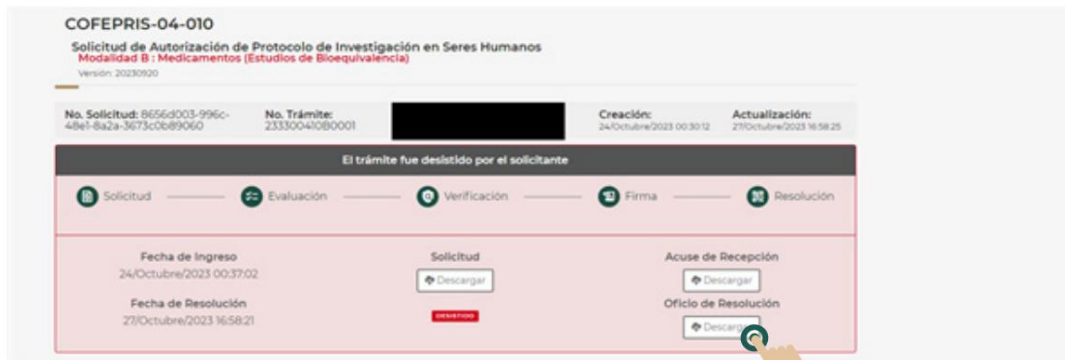 COFEPRIS-04-010
Solicitud de Autorización de Protocolo de Investigación en Seres Humanos
Modalidad B : Medicamentos (Estudios de Bioequivalencia)
Versión: 20230920
No. Solicitud: 8656d003-996c-48e1-8a2a-3673c0b89060
No. Trámite: 233300410B0001
Creación: 24/Octubre/2023 00:30:12
Actualización: 27/Octubre/2023 16:58:25
El trámite fue desistido por el solicitante
Solicitud Evaluación Verificación Firma Resolución
Fecha de Ingreso
24/Octubre/2023 00:37:02
Solicitud
Descargar
Acuse de Recepción
Descargar
Fecha de Resolución
27/Octubre/2023 16:58:21
DESISTIDO
Oficio de Resolución
Descargar